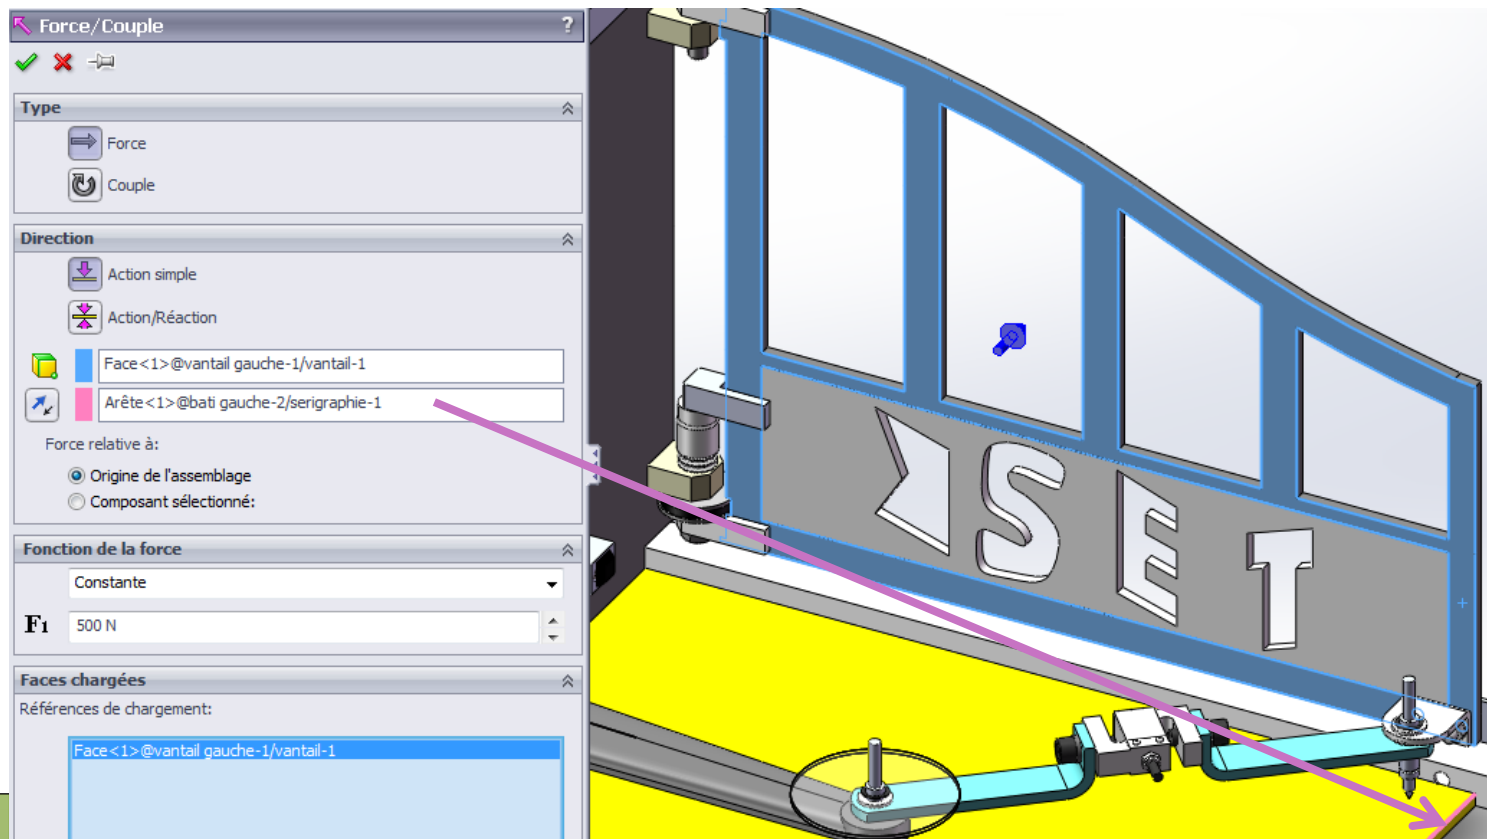 Force/Couple ?
Type
Force
Couple
Direction
Action simple
Action/Réaction
Face<1>@vantail gauche-1/vantail-1
Arête<1>@bati gauche-2/serigraphie-1
Force relative à:
Origine de l'assemblage
Composant sélectionné:
Fonction de la force
Constante
F1 500 N
Faces chargées
Références de chargement:
Face<1>@vantail gauche-1/vantail-1
SET